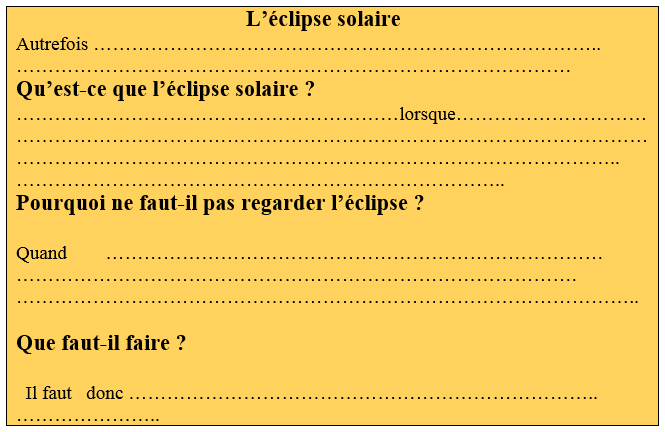 L’éclipse solaire
Autrefois …………………………………………………………………..
……………………………………………………………………………
Qu’est-ce que l’éclipse solaire ?
……………………………………………………lorsque…………………………
………………………………………………………………………………………
…………………………………………………………………………………..
…………………………………………………………………..
Pourquoi ne faut-il pas regarder l’éclipse ?
Quand ……………………………………………………………………
…………………………………………………………………………….
……………………………………………………………………………………..
Que faut-il faire ?
Il faut donc ………………………………………………………………..
…………………..